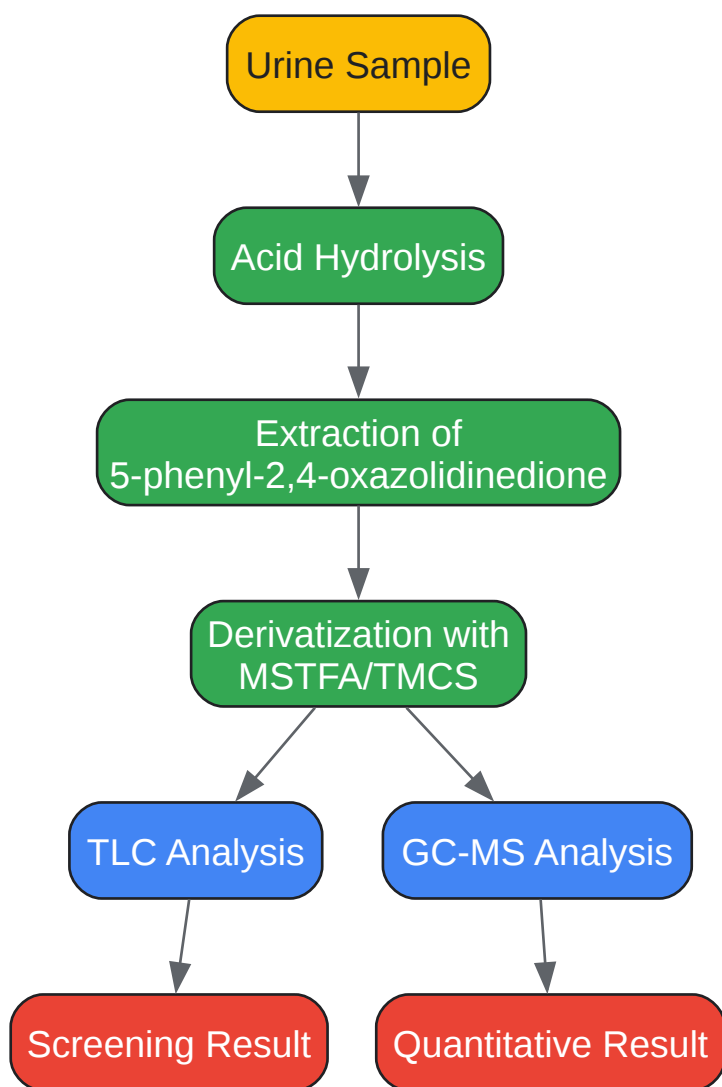 Urine Sample
Acid Hydrolysis
Extraction of
5-phenyl-2,4-oxazolidinedione
Derivatization with
MSTFA/TMCS
TLC Analysis
GC-MS Analysis
Screening Result
Quantitative Result